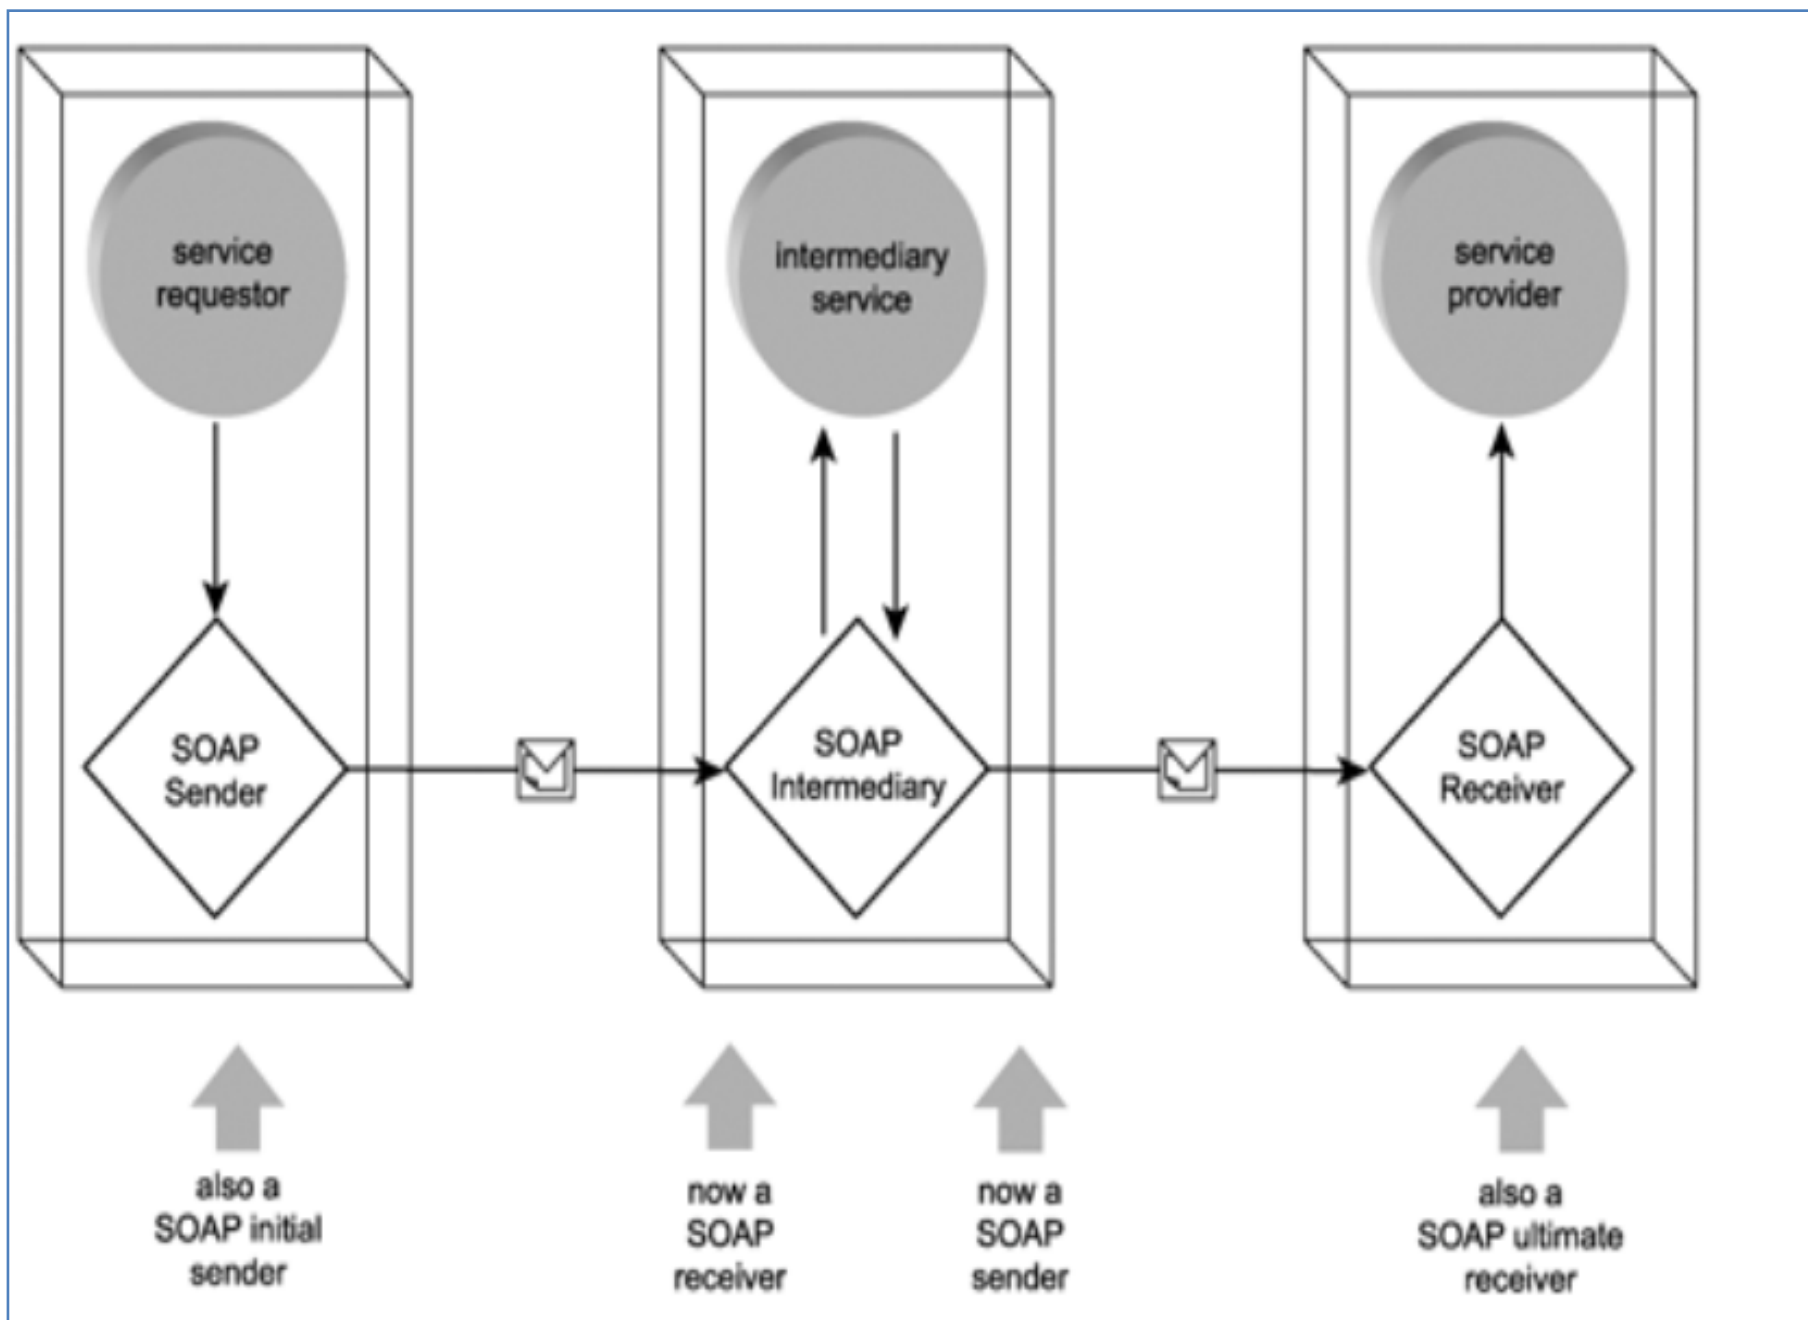 service
requestor
intermediary
service
service
provider
SOAP
Sender
SOAP
Intermediary
SOAP
Receiver
also a
SOAP initial
sender
now a
SOAP
receiver
now a
SOAP
sender
also a
SOAP ultimate
receiver